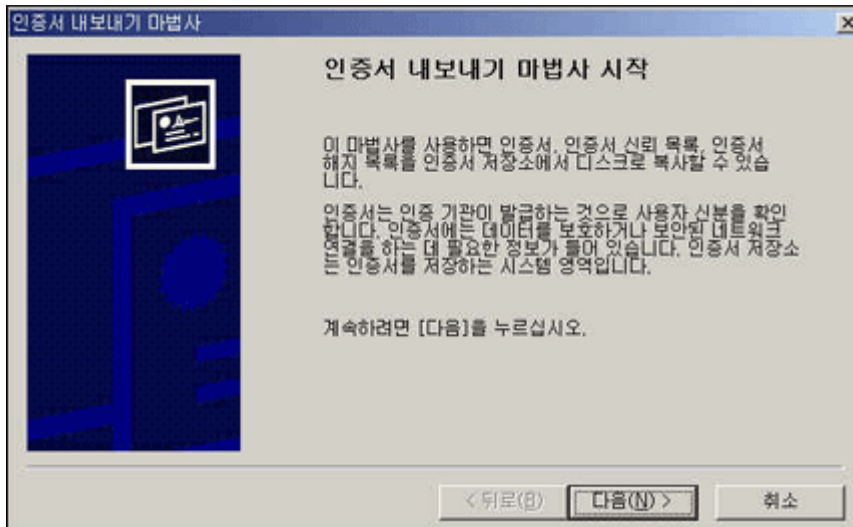 인증서 내보내기 마법사
인증서 내보내기 마법사 시작
이 마법사를 사용하면 인증서, 인증서 신뢰 목록, 인증서
해지 목록을 인증서 저장소에서 디스크로 복사할 수 있습
니다.
인증서는 인증 기관이 발급하는 것으로 사용자 신분을 확인
합니다. 인증서에는 데이터를 보호하거나 보안된 네트워크
연결을 하는 데 필요한 정보가 들어 있습니다. 인증서 저장소
는 인증서를 저장하는 시스템 영역입니다.
계속하려면 [다음]을 누르십시오.
< 뒤로(B) 다음(N) > 취소